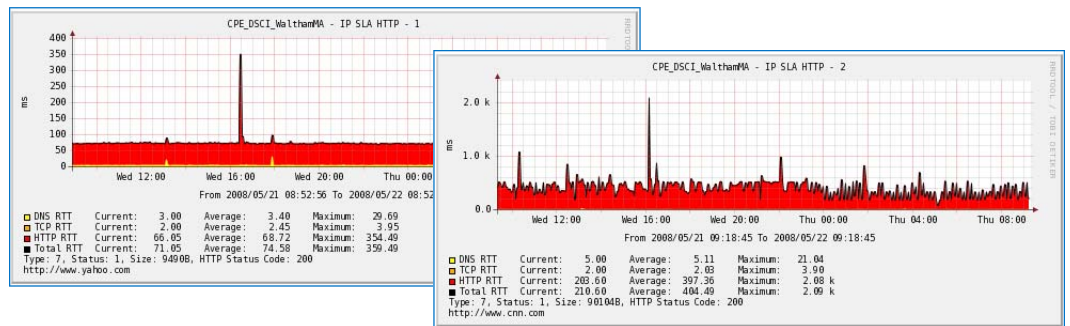 CPE_DSCI_WalthamMA - IP SLA HTTP - 1
400
350
300
250
200
150
100
50
0
ms
Wed 12:00 Wed 16:00 Wed 20:00 Thu 00:00
From 2008/05/21 08:52:56 To 2008/05/22 08:52
DNS RTT Current: 3.00 Average: 3.40 Maximum: 29.69
TCP RTT Current: 2.00 Average: 2.45 Maximum: 3.95
HTTP RTT Current: 66.05 Average: 68.72 Maximum: 354.49
Total RTT Current: 71.05 Average: 74.58 Maximum: 359.49
Type: 7, Status: 1, Size: 9490B, HTTP Status Code: 200
http://www.yahoo.com
CPE_DSCI_WalthamMA - IP SLA HTTP - 2
RRDTOOL / TOBI OETIKER
2.0 k
1.0 k
0.0
ms
Wed 12:00 Wed 16:00 Wed 20:00 Thu 00:00 Thu 04:00 Thu 08:00
From 2008/05/21 09:18:45 To 2008/05/22 09:18:45
DNS RTT Current: 5.00 Average: 5.11 Maximum: 21.04
TCP RTT Current: 2.00 Average: 2.03 Maximum: 3.90
HTTP RTT Current: 203.60 Average: 397.36 Maximum: 2.08 k
Total RTT Current: 210.60 Average: 404.49 Maximum: 2.09 k
Type: 7, Status: 1, Size: 90104B, HTTP Status Code: 200
http://www.cnn.com